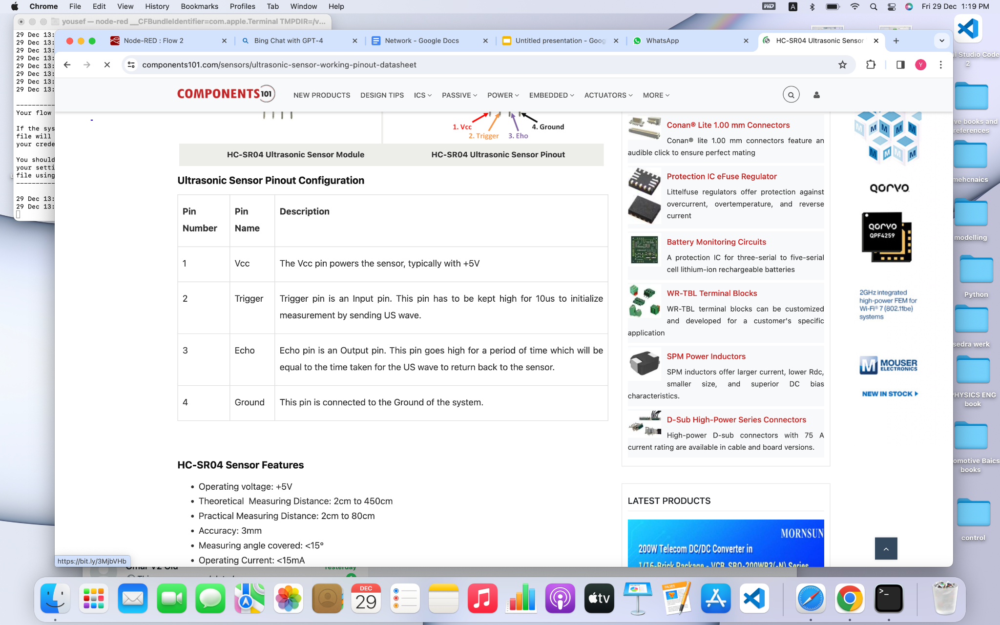 Chrome File Edit View History Bookmarks Profiles Tab Window Help
WD A Fri 29 Dec 1:19 PM
yousef — node-red __CFBundleIdentifier=com.apple.Terminal TMPDIR=/v...
29 Dec 13:
29 Dec 13:
29 Dec 13:
29 Dec 13:
29 Dec 13:
29 Dec 13:
29 Dec 13:
29 Dec 13:
Your flow
If the sys
file will
your crede
You should
your setti
file using
29 Dec 13:
29 Dec 13:
Node-RED : Flow 2
Bing Chat with GPT-4
Network - Google Docs
Untitled presentation - Goog
WhatsApp
HC-SR04 Ultrasonic Sensor
components101.com/sensors/ultrasonic-sensor-working-pinout-datasheet
Y
COMPONENTS 101
NEW PRODUCTS DESIGN TIPS ICS PASSIVE POWER EMBEDDED ACTUATORS MORE
1. Vcc
2. Trigger
3. Eho
4. Ground
HC-SR04 Ultrasonic Sensor Module
HC-SR04 Ultrasonic Sensor Pinout
Ultrasonic Sensor Pinout Configuration
Pin Number
Pin Name
Description
1 Vcc The Vcc pin powers the sensor, typically with +5V
2 Trigger Trigger pin is an Input pin. This pin has to be kept high for 10us to initialize
measurement by sending US wave.
3 Echo Echo pin is an Output pin. This pin goes high for a period of time which will be
equal to the time taken for the US wave to return back to the sensor.
4 Ground This pin is connected to the Ground of the system.
HC-SR04 Sensor Features
• Operating voltage: +5V
• Theoretical  Measuring Distance: 2cm to 450cm
• Practical Measuring Distance: 2cm to 80cm
• Accuracy: 3mm
• Measuring angle covered: <15°
• Operating Current: <15mA
https://bit.ly/3MjbVHb
Yesterday
Conan® Lite 1.00 mm Connectors
Conan® lite 1.00 mm connectors feature an
audible click to ensure perfect mating
Protection IC eFuse Regulator
Littelfuse regulators offer protection against
overcurrent, overtemperature, and reverse
current
Battery Monitoring Circuits
A protection IC for three-serial to five-serial
cell lithium-ion rechargeable batteries
WR-TBL Terminal Blocks
WR-TBL terminal blocks can be customized
and developed for a customer's specific
application
SPM Power Inductors
SPM inductors offer larger current, lower Rdc,
smaller size, and superior DC bias
characteristics.
D-Sub High-Power Series Connectors
High-power D-sub connectors with 75 A
current rating are available in cable and board versions.
LATEST PRODUCTS
MORNSUN
200W Telecom DC/DC Converter in
1/16-Brick Package - VCB_SBO-200WR3(-N) Series
M M M
M
M M M
QORVO
QORVO
QPF4259
2GHz integrated
high-power FEM for
Wi-Fi® 7 (802.11be)
systems
M MOUSER
ELECTRONICS
NEW IN STOCK
l Studio Code
2
ve books and
references
mehcnaics
modelling
Python
sedra werk
PHYSICS ENG
book
omotive Baics
books
control
DEC
29
tv
PAGES
>_